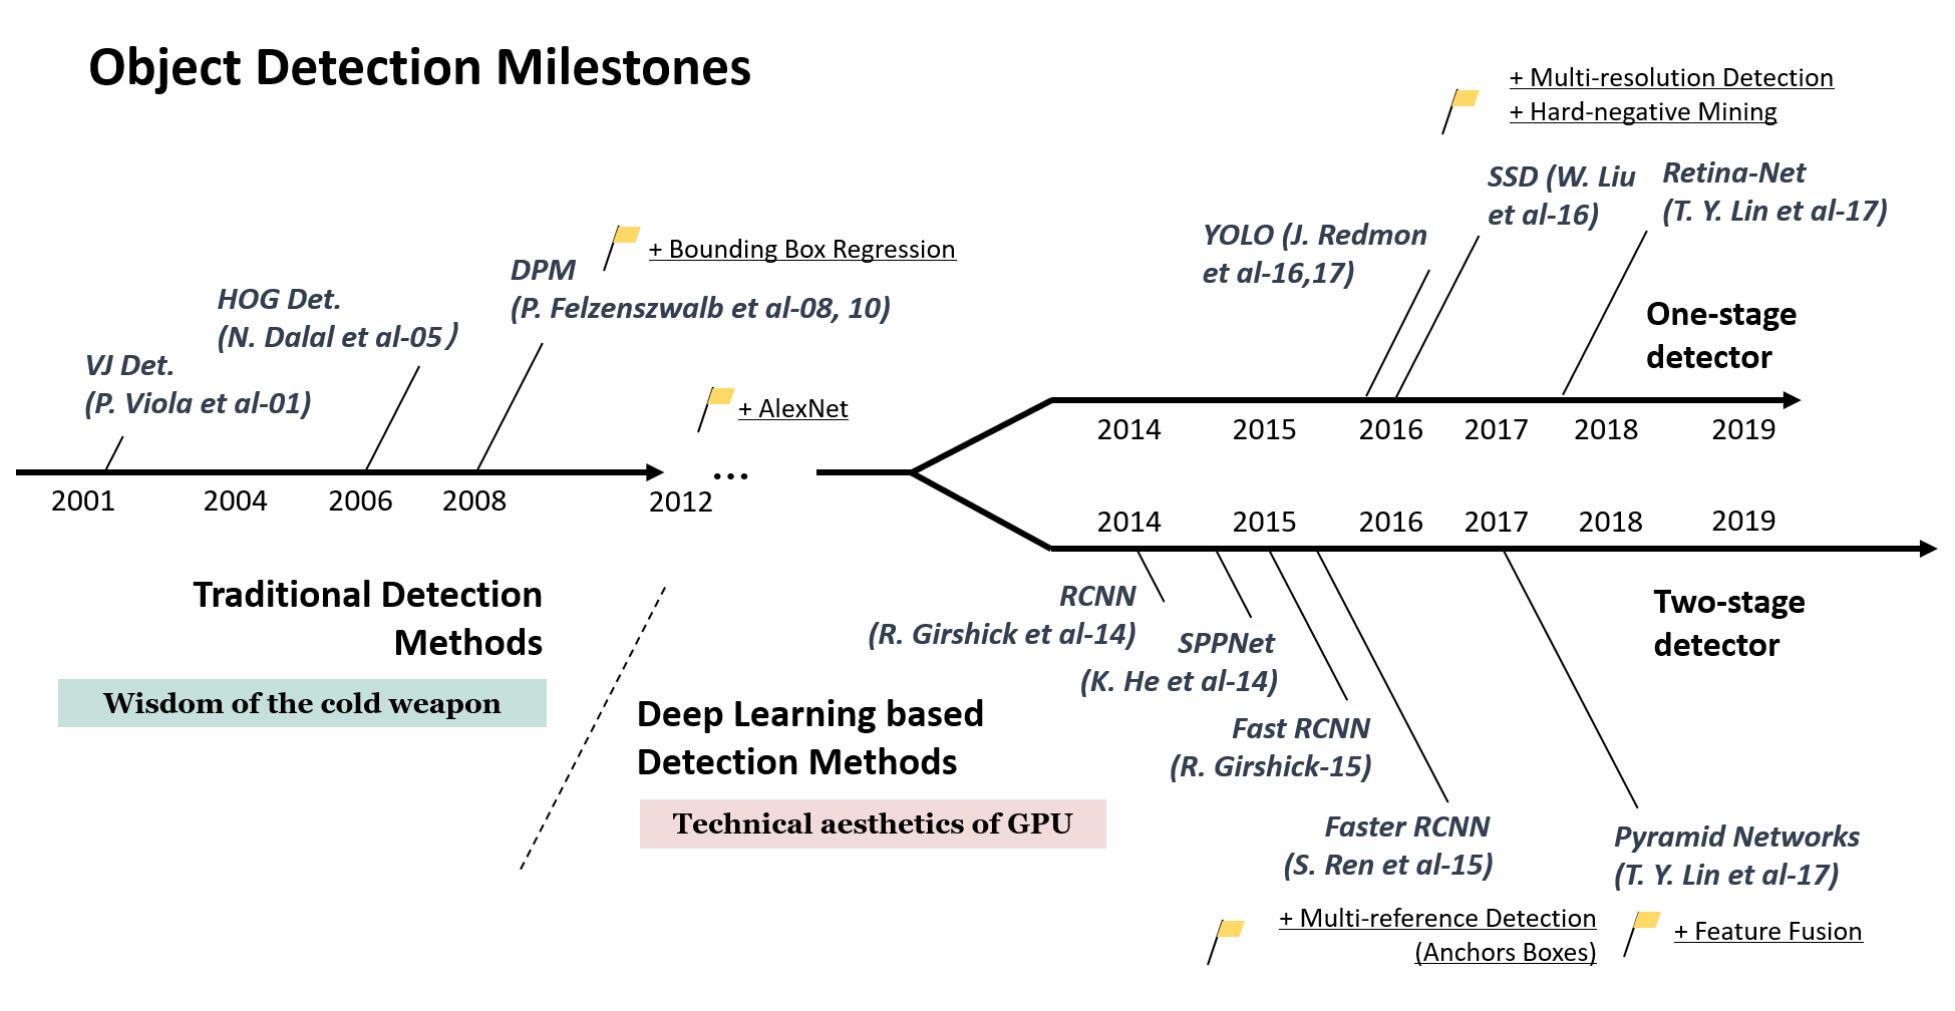 Object Detection Milestones
+ Multi-resolution Detection
+ Hard-negative Mining
SSD (W. Liu
et al-16)
Retina-Net
(T. Y. Lin et al-17)
YOLO (J. Redmon
et al-16,17)
+ Bounding Box Regression
DPM
(P. Felzenszwalb et al-08, 10)
HOG Det.
(N. Dalal et al-05)
VJ Det.
(P. Viola et al-01)
+ AlexNet
One-stage
detector
2014 2015 2016 2017 2018 2019
...
2001 2004 2006 2008 2012
2014 2015 2016 2017 2018 2019
Traditional Detection
Methods
Wisdom of the cold weapon
Deep Learning based
Detection Methods
Technical aesthetics of GPU
RCNN
(R. Girshick et al-14)
SPPNet
(K. He et al-14)
Fast RCNN
(R. Girshick-15)
Faster RCNN
(S. Ren et al-15)
+ Multi-reference Detection
(Anchors Boxes)
Two-stage
detector
Pyramid Networks
(T. Y. Lin et al-17)
+ Feature Fusion